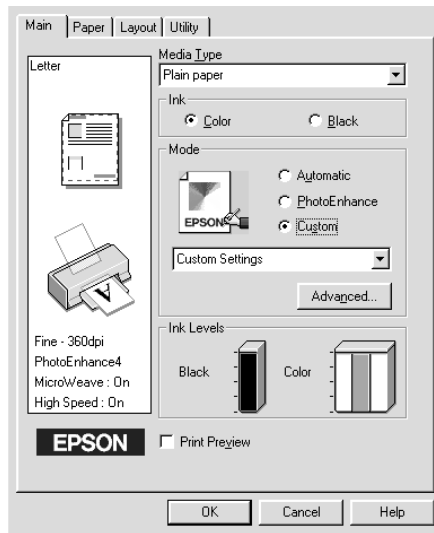 Main Paper Layout Utility
Letter
Media Type
Plain paper
Ink
Color Black
Mode
Automatic
PhotoEnhance
Custom
EPSON
Custom Settings
Advanced...
A
Fine - 360dpi
PhotoEnhance4
MicroWeave : On
High Speed : On
Ink Levels
Black Color
EPSON
Print Preview
OK Cancel Help